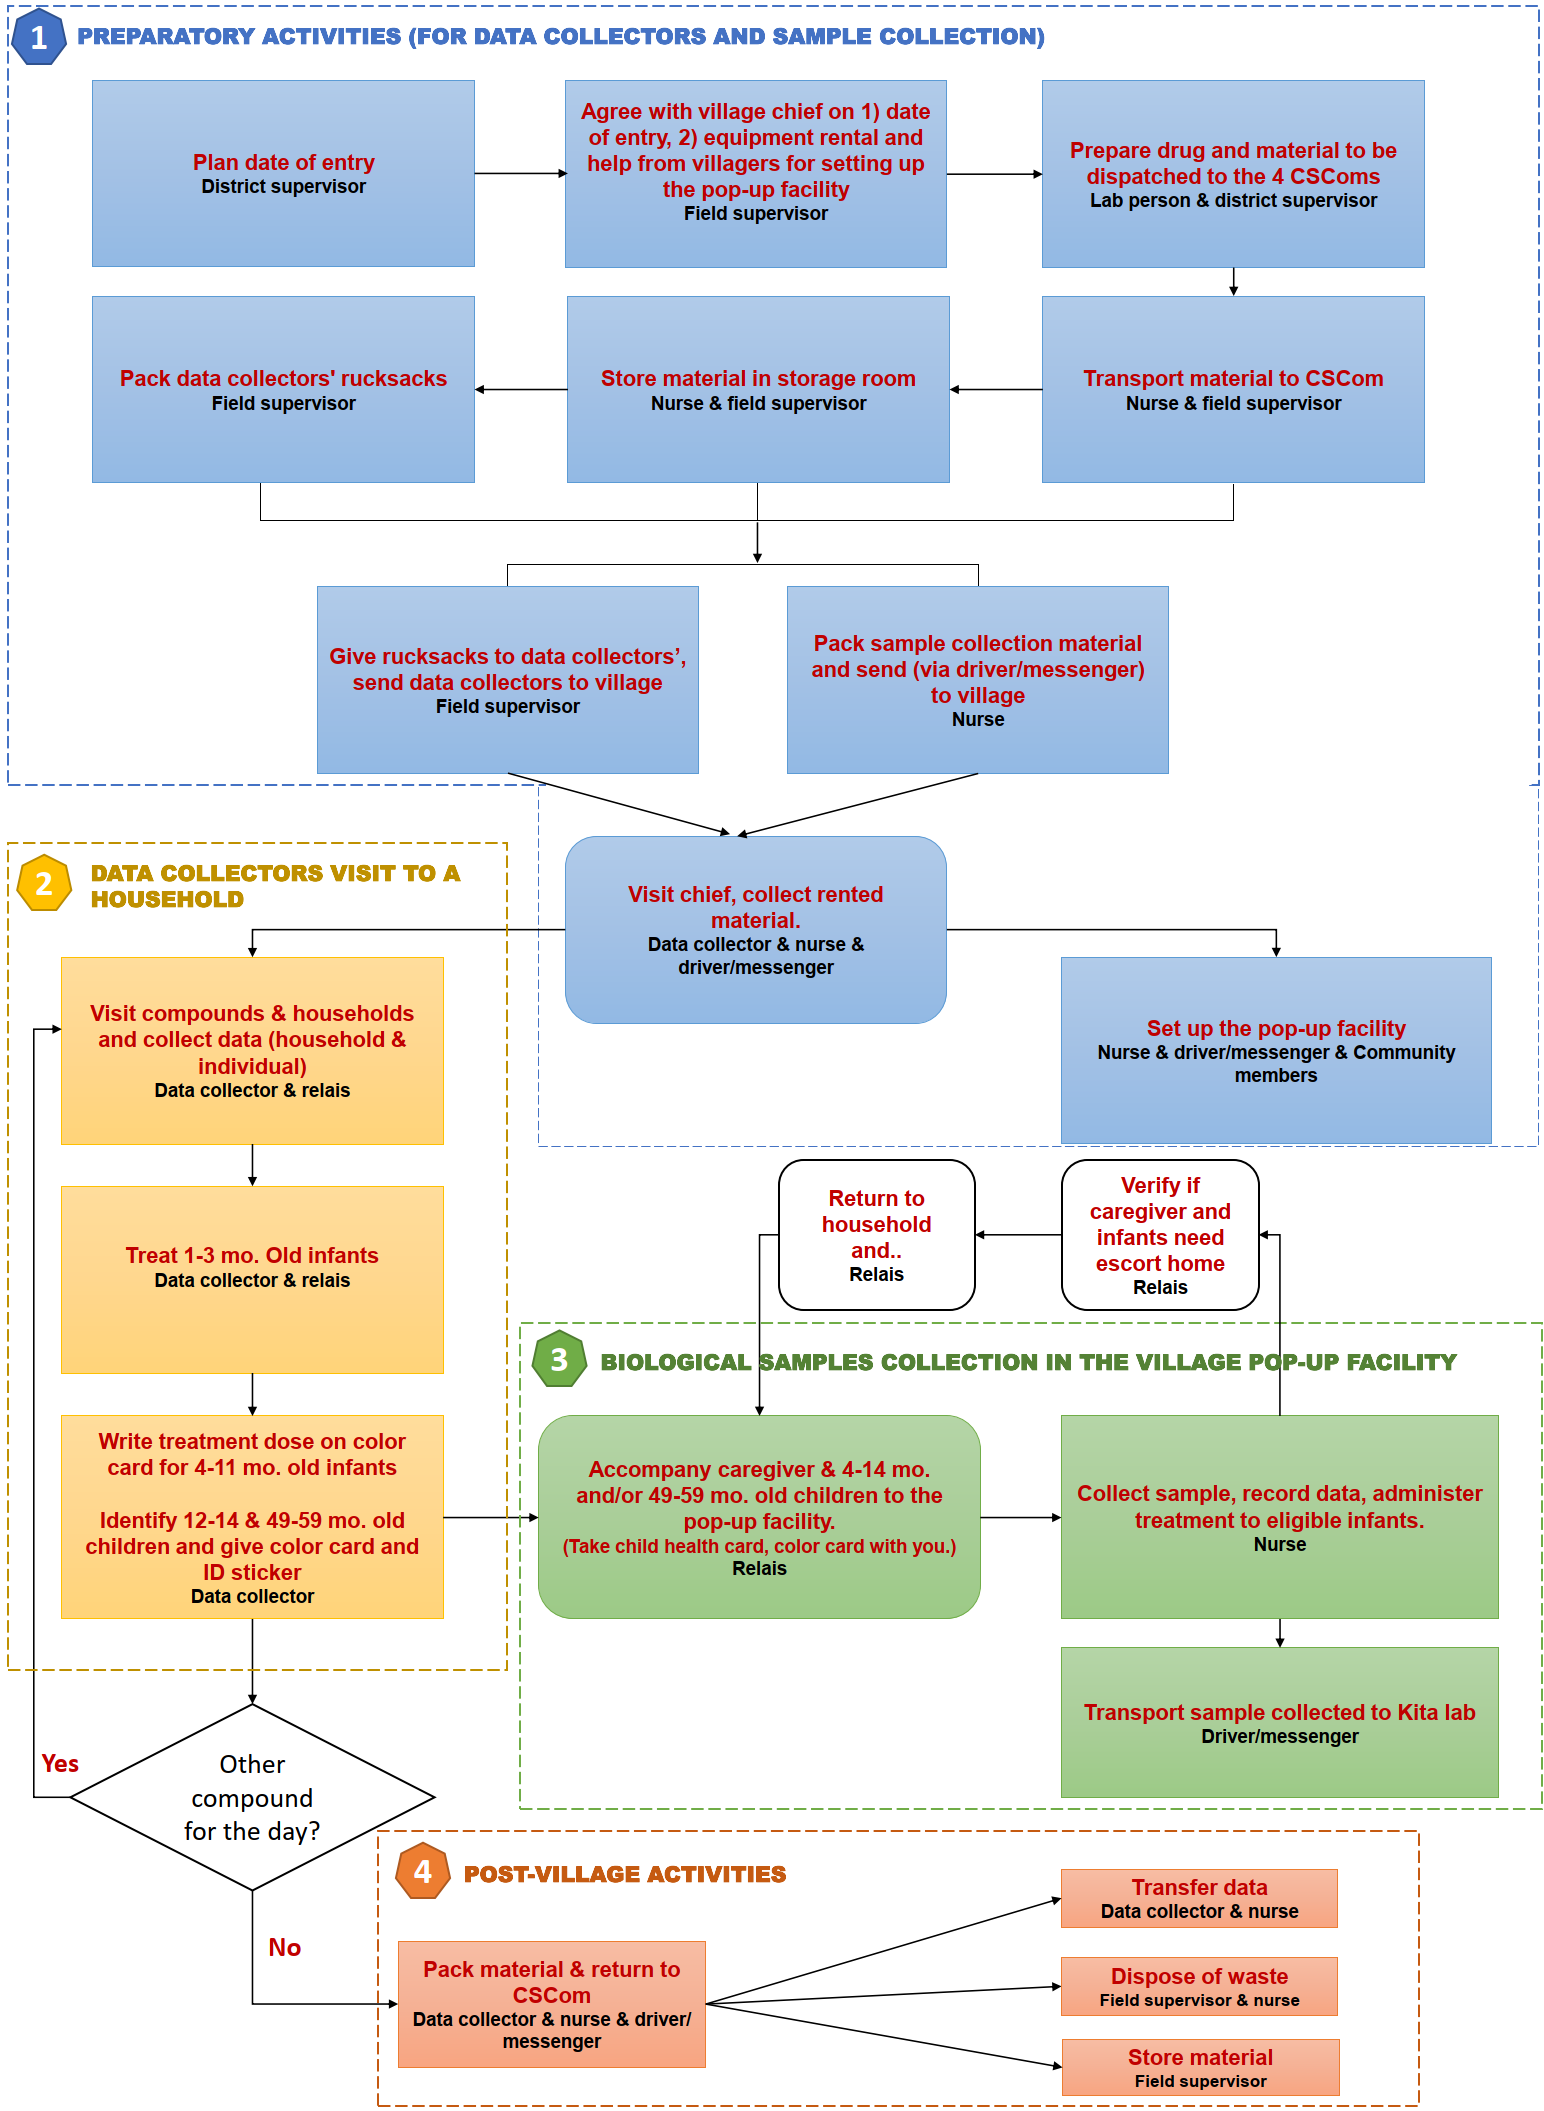 1
PREPARATORY ACTIVITIES (FOR DATA COLLECTORS AND SAMPLE COLLECTION)
Plan date of entry
District supervisor
Agree with village chief on 1) date
of entry, 2) equipment rental and
help from villagers for setting up
the pop-up facility
Field supervisor
Prepare drug and material to be
dispatched to the 4 CSComs
Lab person & district supervisor
Pack data collectors' rucksacks
Field supervisor
Store material in storage room
Nurse & field supervisor
Transport material to CSCom
Nurse & field supervisor
Give rucksacks to data collectors’,
send data collectors to village
Field supervisor
Pack sample collection material
and send (via driver/messenger)
to village
Nurse
Visit chief, collect rented
material.
Data collector & nurse &
driver/messenger
Set up the pop-up facility
Nurse & driver/messenger & Community
members
2
DATA COLLECTORS VISIT TO A
HOUSEHOLD
Visit compounds & households
and collect data (household &
individual)
Data collector & relais
Treat 1-3 mo. Old infants
Data collector & relais
Write treatment dose on color
card for 4-11 mo. old infants
Identify 12-14 & 49-59 mo. old
children and give color card and
ID sticker
Data collector
Return to
household
and..
Relais
Verify if
caregiver and
infants need
escort home
Relais
3
BIOLOGICAL SAMPLES COLLECTION IN THE VILLAGE POP-UP FACILITY
Accompany caregiver & 4-14 mo.
and/or 49-59 mo. old children to the
pop-up facility.
(Take child health card, color card with you.)
Relais
Collect sample, record data, administer
treatment to eligible infants.
Nurse
Transport sample collected to Kita lab
Driver/messenger
Yes
Other
compound
for the day?
No
4
POST-VILLAGE ACTIVITIES
Pack material & return to
CSCom
Data collector & nurse & driver/
messenger
Transfer data
Data collector & nurse
Dispose of waste
Field supervisor & nurse
Store material
Field supervisor